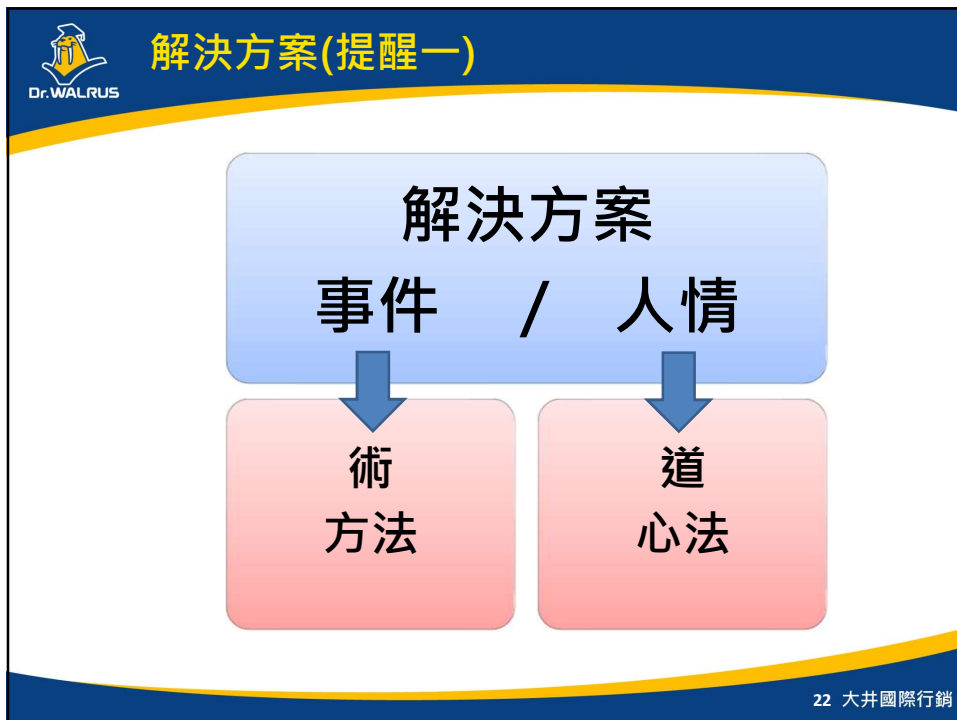 Dr.WALRUS
解決方案(提醒一)
解決方案
事件 / 人情
術
方法
道
心法
22 大井國際行銷